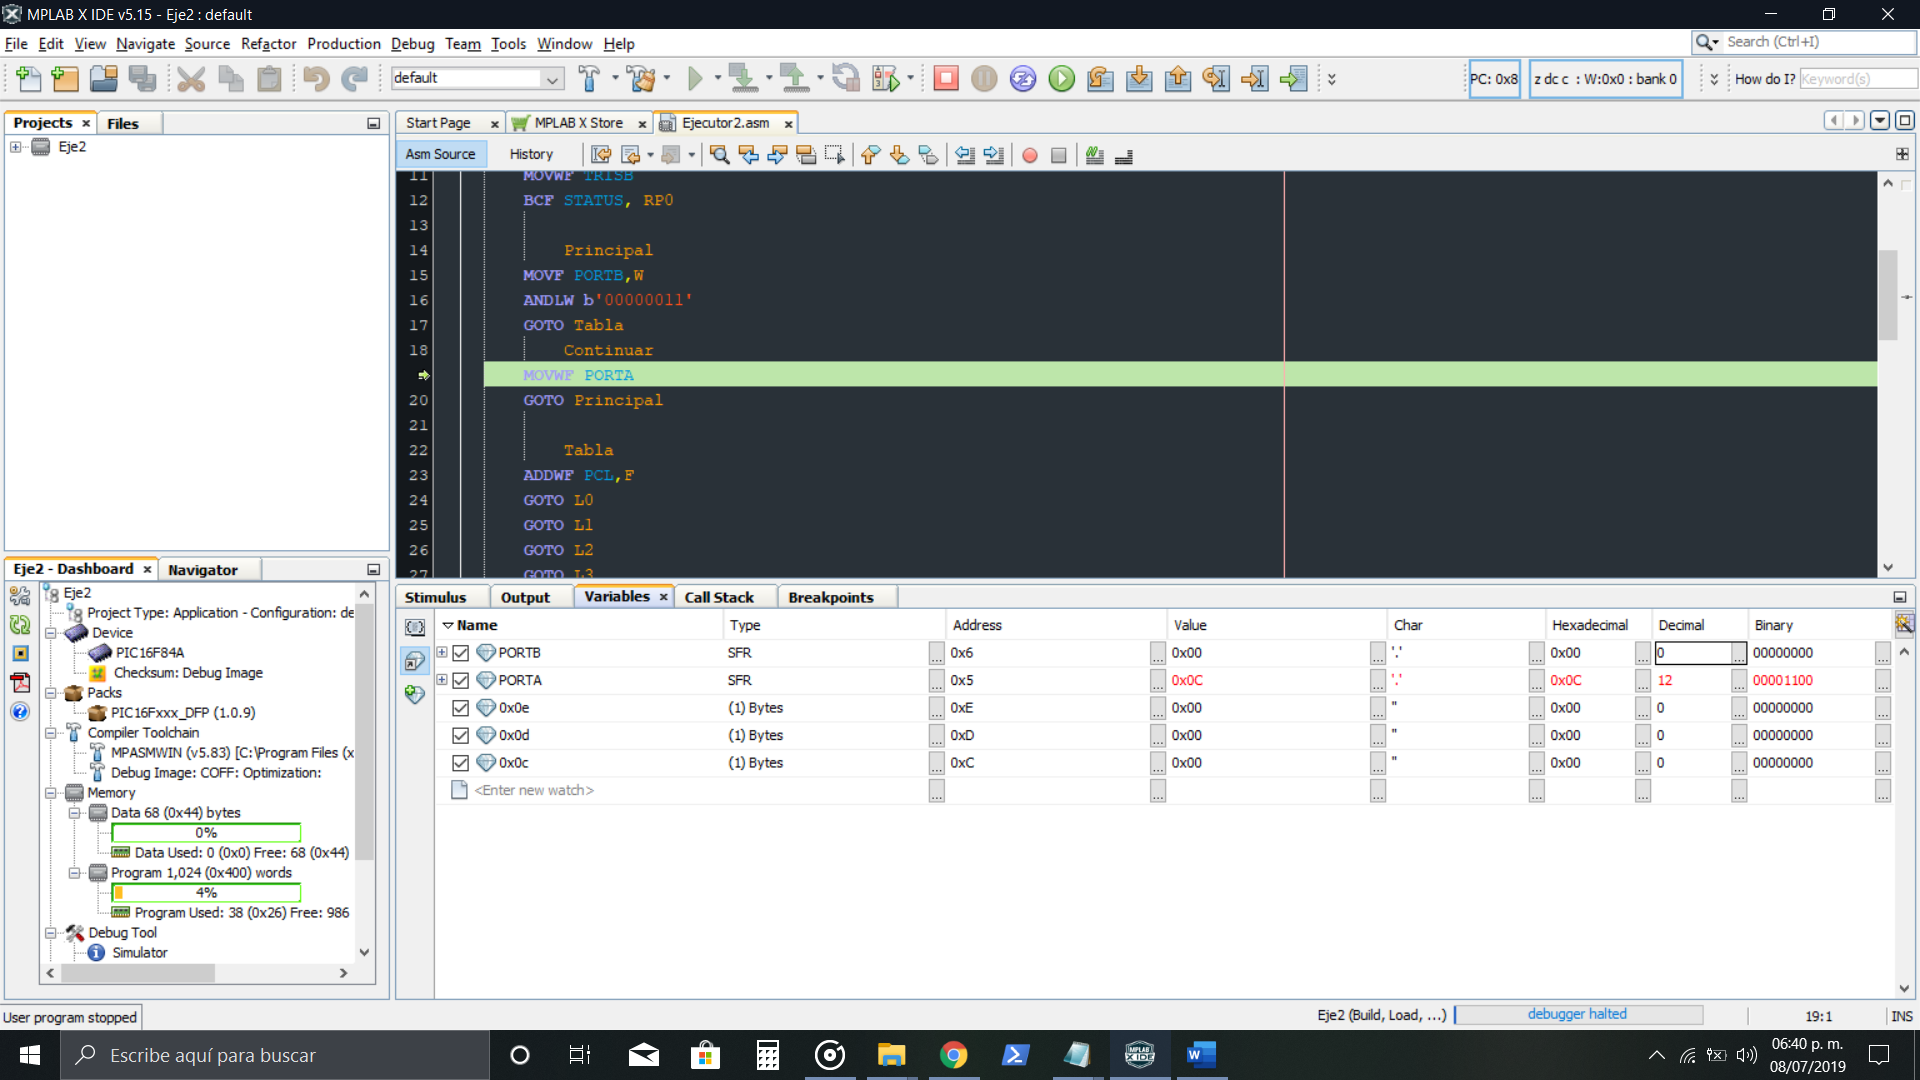 MPLAB X IDE v5.15 - Eje2 : default
File Edit View Navigate Source Refactor Production Debug Team Tools Window Help
Search (Ctrl+I)
default
PC: 0x8
z dc c : W:0x0 : bank 0
How do I?
Keyword(s)
Projects
Files
Eje2
Start Page
MPLAB X Store
Ejecutor2.asm
Asm Source
History
11 MOVWF TRISB
12 BCF STATUS, RP0
13
14 Principal
15 MOVF PORTB,W
16 ANDLW b'00000011'
17 GOTO Tabla
18 Continuar
MOVWF PORTA
20 GOTO Principal
21
22 Tabla
23 ADDWF PCL,F
24 GOTO L0
25 GOTO L1
26 GOTO L2
27 GOTO L3
Eje2 - Dashboard
Navigator
Eje2
Project Type: Application - Configuration: de
Device
PIC16F84A
Checksum: Debug Image
Packs
PIC16Fxxx_DFP (1.0.9)
Compiler Toolchain
MPASMWIN (v5.83) [C:\Program Files (x
Debug Image: COFF: Optimization:
Memory
Data 68 (0x44) bytes
0%
Data Used: 0 (0x0) Free: 68 (0x44)
Program 1,024 (0x400) words
4%
Program Used: 38 (0x26) Free: 986
Debug Tool
Simulator
Stimulus Output Variables Call Stack Breakpoints
Name Type Address Value Char Hexadecimal Decimal Binary
PORTB SFR ... 0x6 ... 0x00 ... '.' ... 0x00 ... 0 ... 00000000 ...
PORTA SFR ... 0x5 ... 0x0C ... '.' ... 0x0C ... 12 ... 00001100 ...
0x0e (1) Bytes ... 0xE ... 0x00 ... '' ... 0x00 ... 0 ... 00000000 ...
0x0d (1) Bytes ... 0xD ... 0x00 ... '' ... 0x00 ... 0 ... 00000000 ...
0x0c (1) Bytes ... 0xC ... 0x00 ... '' ... 0x00 ... 0 ... 00000000 ...
<Enter new watch> ... ... ... ... ... ... ...
User program stopped
Eje2 (Build, Load, ...)
debugger halted
19:1
INS
Escribe aquí para buscar
06:40 p. m.
08/07/2019